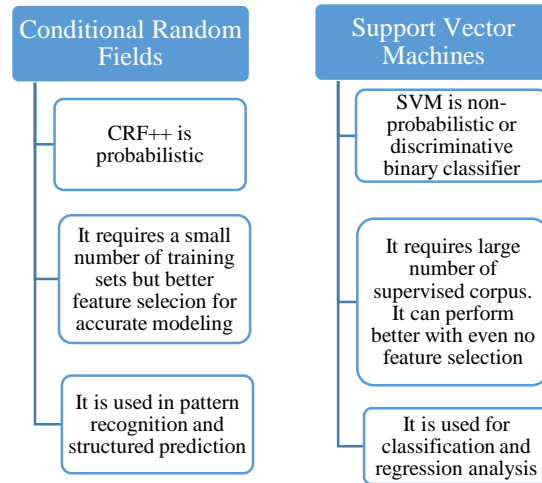 Conditional Random
Fields
CRF++ is
probabilistic
It requires a small
number of training
sets but better
feature selecion for
accurate modeling
It is used in pattern
recognition and
structured prediction
Support Vector
Machines
SVM is non-
probabilistic or
discriminative
binary classifier
It requires large
number of
supervised corpus.
It can perform
better with even no
feature selection
It is used for
classification and
regression analysis